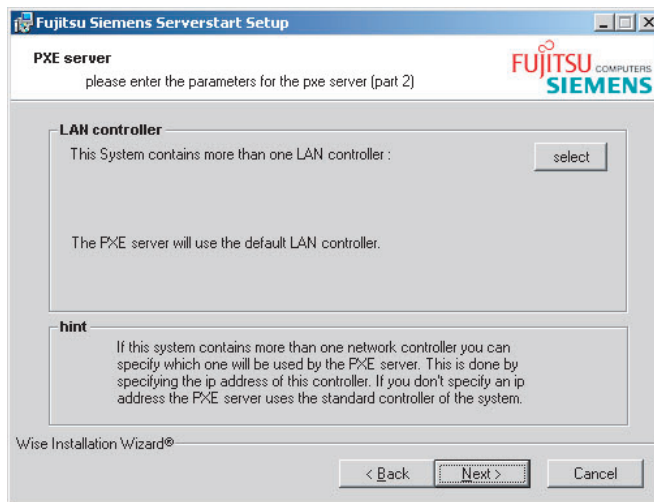 Fujitsu Siemens Serverstart Setup
PXE server
please enter the parameters for the pxe server (part 2)
FUJITSU COMPUTERS
SIEMENS
LAN controller
This System contains more than one LAN controller :
select
The PXE server will use the default LAN controller.
hint
If this system contains more than one network controller you can
specify which one will be used by the PXE server. This is done by
specifying the ip address of this controller. If you don't specify an ip
address the PXE server uses the standard controller of the system.
Wise Installation Wizard®
< Back
Next >
Cancel